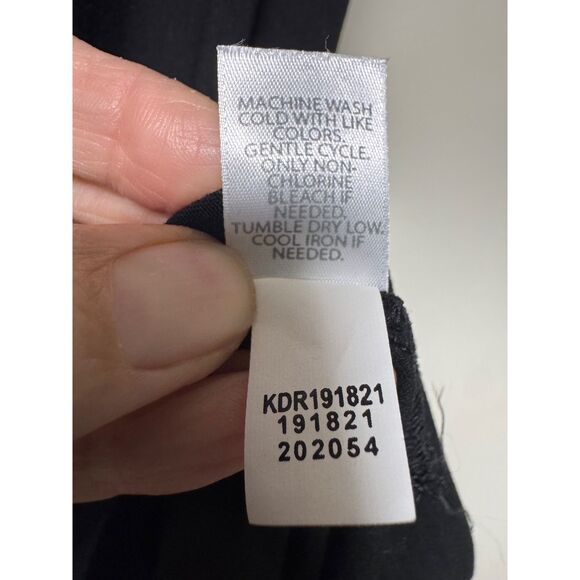 MACHINE WASH
COLD WITH LIKE
COLORS
GENTLE CYCLE.
ONLY NON-
CHLORINE
BLEACH IF
NEEDED.
TUMBLE DRY LOW.
COOL IRON IF
NEEDED.
KDR191821
191821
202054